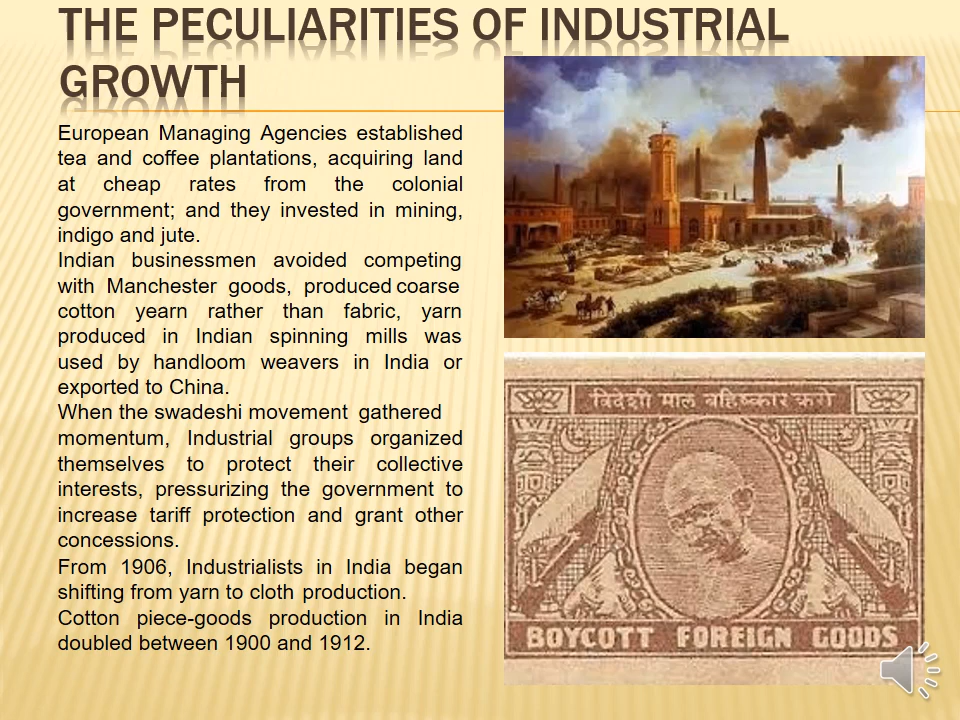 THE PECULIARITIES OF INDUSTRIAL
GROWTH
European Managing Agencies established
tea and coffee plantations, acquiring land
at cheap rates from the colonial
government; and they invested in mining,
indigo and jute.
Indian businessmen avoided competing
with Manchester goods, produced coarse
cotton yearn rather than fabric, yarn
produced in Indian spinning mills was
used by handloom weavers in India or
exported to China.
When the swadeshi movement gathered
momentum, Industrial groups organized
themselves to protect their collective
interests, pressurizing the government to
increase tariff protection and grant other
concessions.
From 1906, Industrialists in India began
shifting from yarn to cloth production.
Cotton piece-goods production in India
doubled between 1900 and 1912.
विदेशी माल बहिष्कार करो
BOYCOTT FOREIGN GOODS